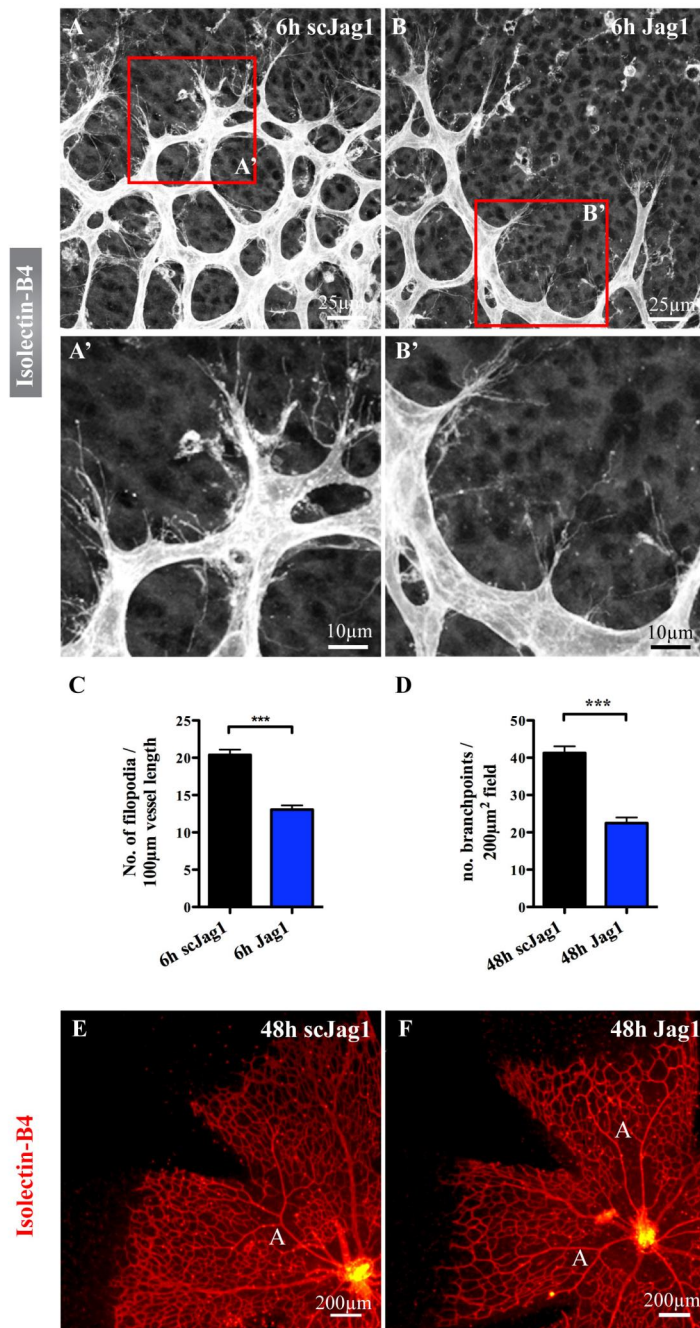 A
6h scJag1
A'
25µm
B
6h Jag1
B'
25µm
Isolectin-B4
A'
10µm
B'
10µm
C
No. of filopodia /
100µm vessel length
25
20
15
10
5
0
***
6h scJag1
6h Jag1
D
no. branchpoints /
200µm² field
50
40
30
20
10
0
***
48h scJag1
48h Jag1
Isolectin-B4
E
48h scJag1
A
200µm
F
48h Jag1
A
A
200µm